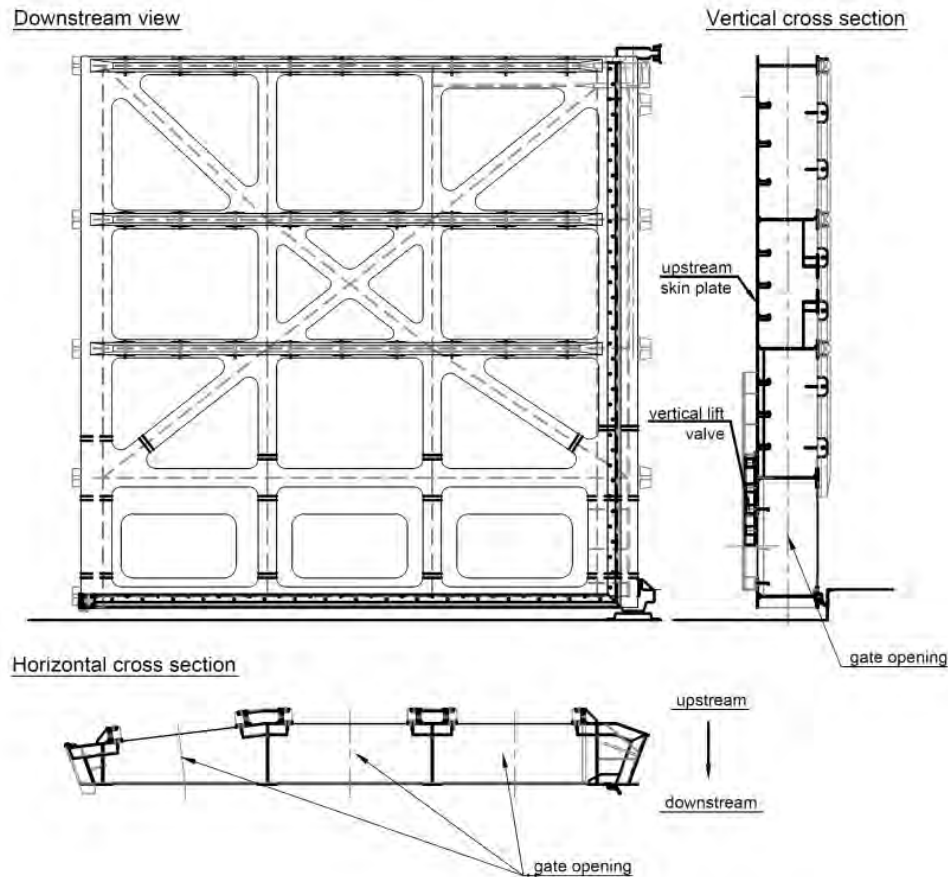 Downstream view
Vertical cross section
upstream
skin plate
vertical lift
valve
gate opening
Horizontal cross section
upstream
downstream
gate opening